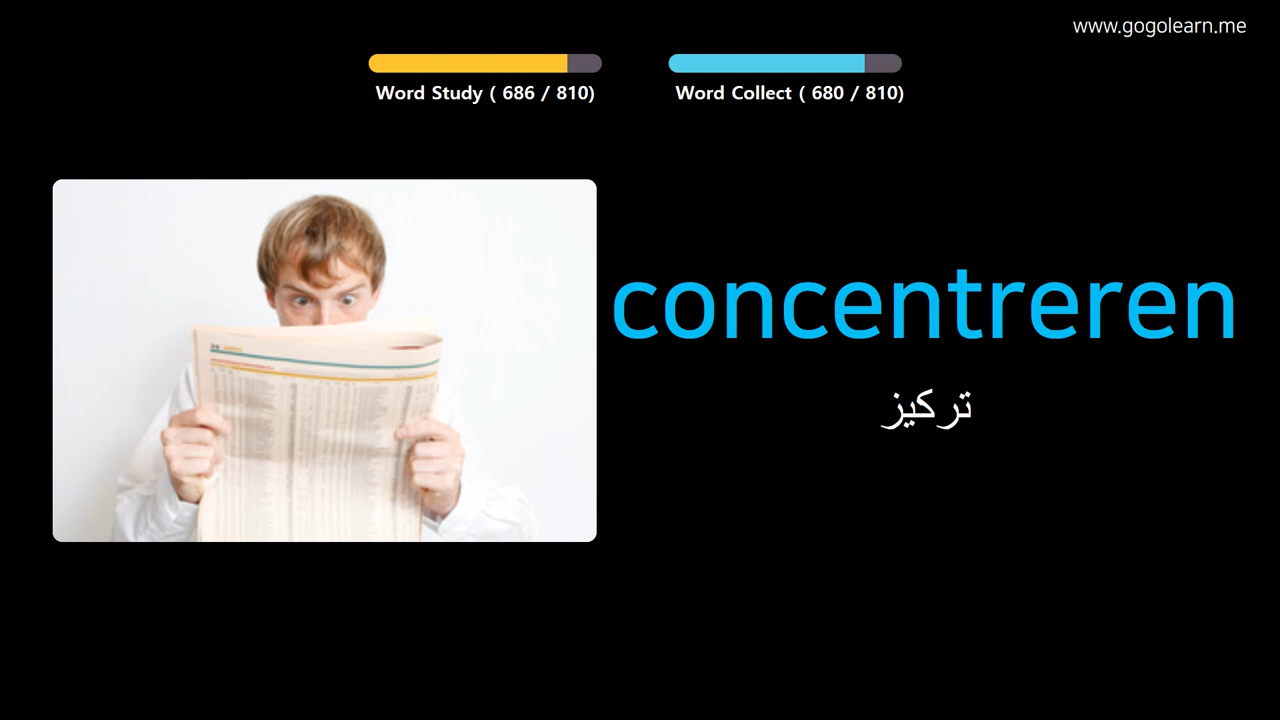 www.gogolearn.me
Word Study ( 686 / 810)
Word Collect ( 680 / 810)
concentreren
تركيز